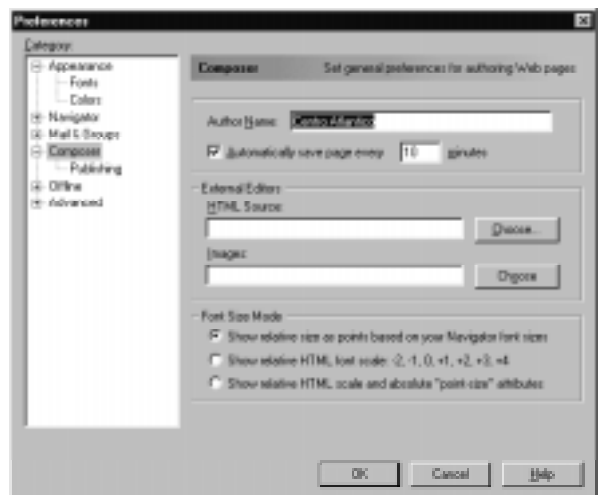 Preferences
Category:
Appearance
Fonts
Colors
Navigator
Mail & Groups
Composer
Publishing
Offline
Advanced
Composer Set general preferences for authoring Web pages
Author Name: Centro Atlantico
Automatically save page every 10 minutes
External Editors
HTML Source:
Choose...
Images:
Choose
Font Size Mode
Show relative size as points based on your Navigator font sizes
Show relative HTML font scale: -2, -1, 0, +1, +2, +3, +4
Show relative HTML scale and absolute "point-size" attributes
OK Cancel Help